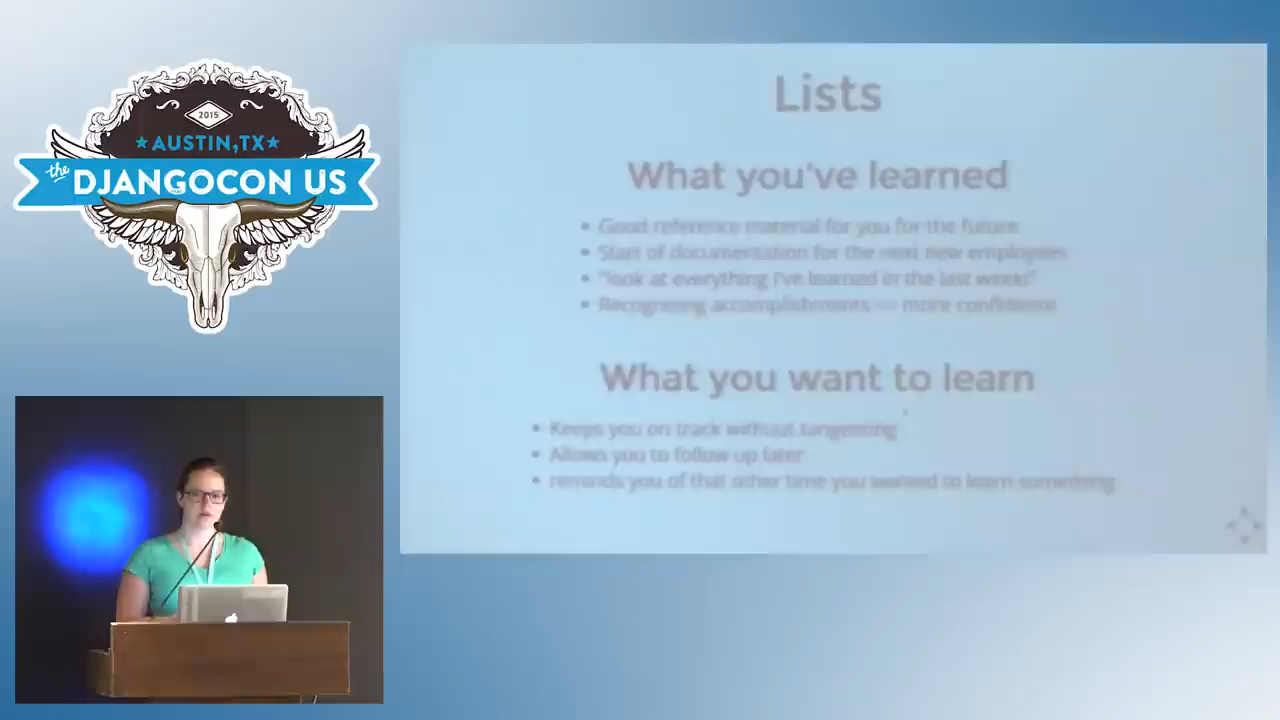 2015
AUSTIN, TX
the
DJANGOCON US
Lists
What you've learned
Good reference material for you for the future
Start of documentation for the next new employees
"look at everything I've learned in the last week!"
Recognizing accomplishments — more confidence
What you want to learn
Keeps you on track without tangenting
Allows you to follow up later
reminds you of that other time you wanted to learn something